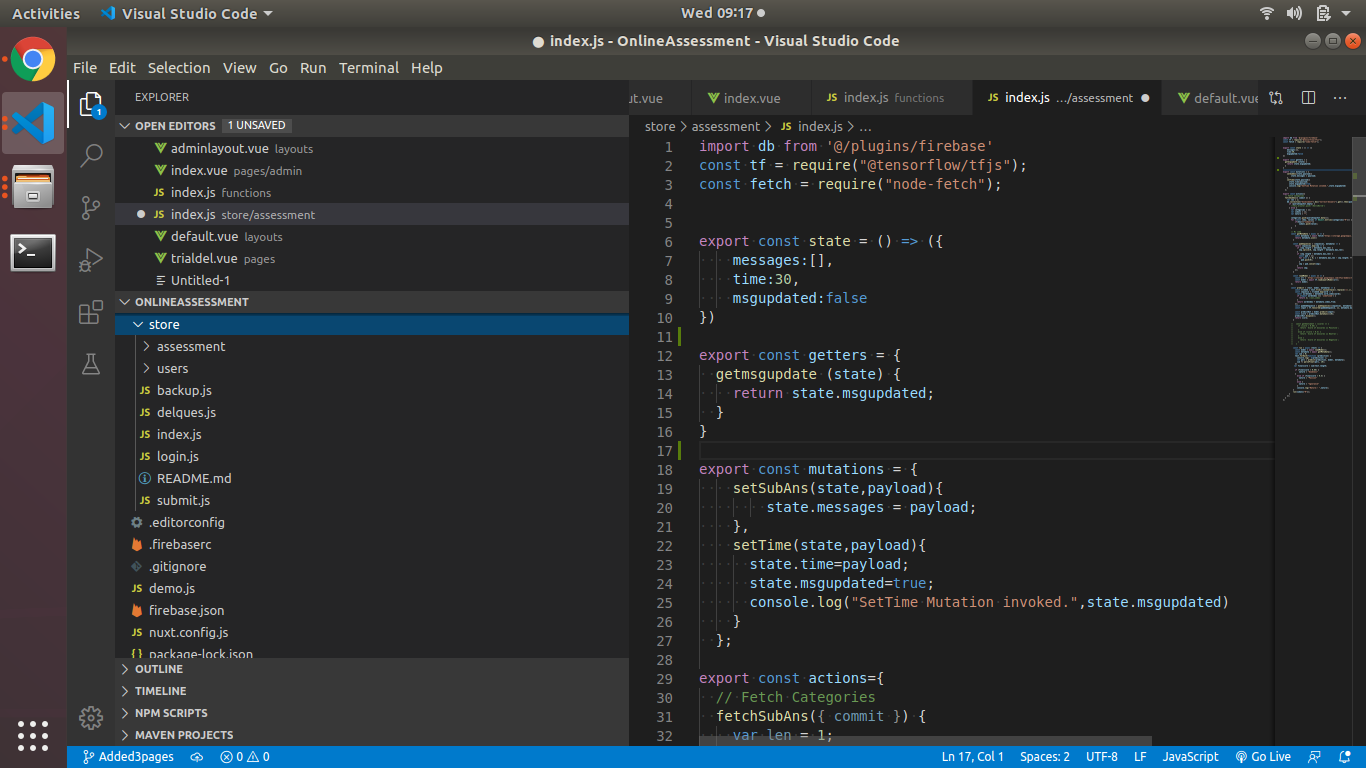 Activities Visual Studio Code Wed 09:17
index.js - OnlineAssessment - Visual Studio Code
File Edit Selection View Go Run Terminal Help
EXPLORER
OPEN EDITORS 1 UNSAVED
adminlayout.vue layouts
index.vue pages/admin
index.js functions
index.js store/assessment
default.vue layouts
trialdel.vue pages
Untitled-1
ONLINEASSESSMENT
store
assessment
users
JS backup.js
JS delques.js
JS index.js
JS login.js
README.md
JS submit.js
.editorconfig
.firebaserc
.gitignore
JS demo.js
firebase.json
JS nuxt.config.js
{} package-lock.json
OUTLINE
TIMELINE
NPM SCRIPTS
MAVEN PROJECTS
ut.vue index.vue JS index.js functions JS index.js .../assessment default.vue
store > assessment > JS index.js > ...
1 import db from '@/plugins/firebase'
2 const tf = require("@tensorflow/tfjs");
3 const fetch = require("node-fetch");
4
5
6 export const state = () => ({
7 messages:[],
8 time:30,
9 msgupdated:false
10 })
11
12 export const getters = {
13 getmsgupdate (state) {
14 return state.msgupdated;
15 }
16 }
17
18 export const mutations = {
19 setSubAns(state,payload){
20 state.messages = payload;
21 },
22 setTime(state,payload){
23 state.time=payload;
24 state.msgupdated=true;
25 console.log("SetTime Mutation invoked.",state.msgupdated)
26 }
27 };
28
29 export const actions={
30 // Fetch Categories
31 fetchSubAns({ commit }) {
32 var len = 1;
Added3pages 0 0 Ln 17, Col 1 Spaces: 2 UTF-8 LF JavaScript Go Live